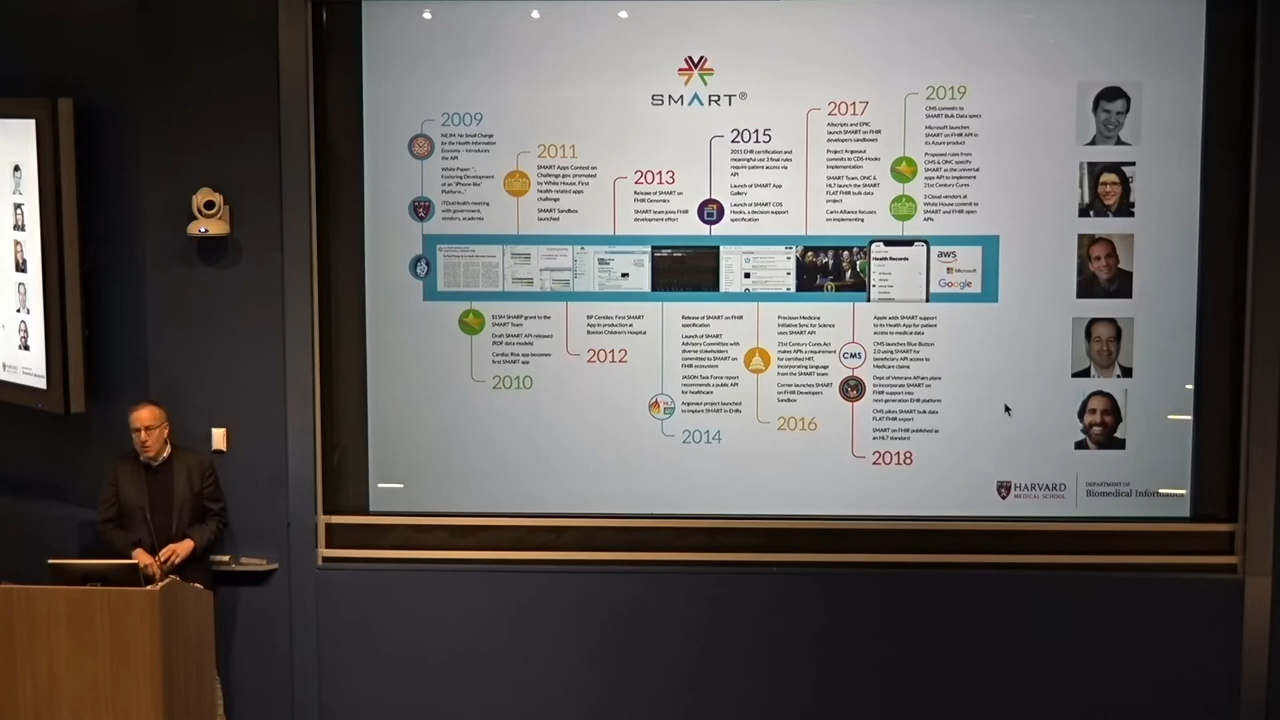 SMART®
2009
NEJM: No Small Change
for the Health Information
Economy – introduces
the API
White Paper: "..
Fostering Development
of an "iPhone-like"
Platform..."
ITDotHealth meeting
with government,
vendors, academia
2011
SMART Apps Contest on
Challenge.gov, promoted
by White House. First
health-related apps
challenge
SMART Sandbox
launched
2013
Release of SMART on
FHIR Genomics
SMART team joins FHIR
development effort
2015
2015 EHR certification and
meaningful use 3 final rules
require patient access via
API
Launch of SMART App
Gallery
Launch of SMART CDS
Hooks, a decision support
specification
2017
Allscripts and EPIC
launch SMART on FHIR
developers sandboxes
Project Argonaut
commits to CDS-Hooks
implementation
SMART Team, ONC &
HL7 launch the SMART
FLAT FHIR bulk data
project
Carin Alliance focuses
on implementing
2019
CMS commit to
SMART Bulk Data specs
Microsoft launches
SMART on FHIR API in
its Azure product
Proposed rules from
CMS & ONC specify
SMART as the universal
apps API to implement
21st Century Cures
3 Cloud vendors at
White House commit to
SMART and FHIR open
APIs
Health Records
aws
Microsoft
Google
$15M SHARP grant to the
SMART Team
Draft SMART API released
(RDF data models)
Cardiac Risk app becomes
first SMART app
2010
BP Centiles: First SMART
App in production at
Boston Children's Hospital
2012
Release of SMART on FHIR
specification
Launch of SMART
Advisory Committee with
diverse stakeholders
committed to SMART on
FHIR ecosystem
JASON Task Force report
recommends a public API
for healthcare
Argonaut project launched
to implant SMART in EHRs
HL7
2014
Precision Medicine
Initiative Sync for Science
uses SMART API
21st Century Cures Act
makes APIs a requirement
for certified HIT,
incorporating language
from the SMART team
Cerner launches SMART
on FHIR Developers
Sandbox
2016
Apple adds SMART support
to its Health App for patient
access to medical data
CMS
CMS launches Blue Button
2.0 using SMART for
beneficiary API access to
Medicare claims
Dept of Veterans Affairs plans
to incorporate SMART on
FHIR support into
next-generation EHR platform
CMS pilots SMART bulk data
FLAT FHIR export
SMART on FHIR published as
an HL7 standard
2018
HARVARD
MEDICAL SCHOOL
DEPARTMENT OF
Biomedical Informatics